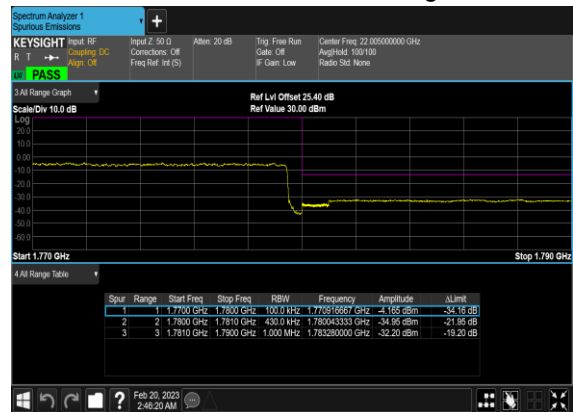 Spectrum Analyzer 1
Spurious Emissions
KEYSIGHT Input: RF Input Z: 50 Ω Atten: 20 dB Trig: Free Run Center Freq: 22.005000000 GHz
R T Coupling: DC Corrections: Off Gate: Off Avg|Hold: 100/100
Align: Off Freq Ref: Int (S) IF Gain: Low Radio Std: None
LW PASS
3 All Range Graph
Ref Lvl Offset 25.40 dB
Scale/Div 10.0 dB Ref Value 30.00 dBm
Log
20.0
10.0
0.00
-10.0
-20.0
-30.0
-40.0
-50.0
-60.0
Start 1.770 GHz Stop 1.790 GHz
4 All Range Table
Spur Range Start Freq Stop Freq RBW Frequency Amplitude ΔLimit
1 1 1.7700 GHz 1.7800 GHz 100.0 kHz 1.770916667 GHz -4.165 dBm -34.16 dB
2 2 1.7800 GHz 1.7810 GHz 430.0 kHz 1.780043333 GHz -34.95 dBm -21.95 dB
3 3 1.7810 GHz 1.7900 GHz 1.000 MHz 1.783280000 GHz -32.20 dBm -19.20 dB
? Feb 20, 2023
2:46:20 AM